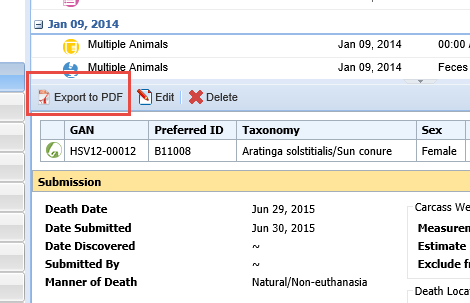 Jan 09, 2014
Multiple Animals Jan 09, 2014 00:00
Multiple Animals Jan 09, 2014 Feces
Export to PDF Edit Delete
GAN Preferred ID Taxonomy Sex
HSV12-00012 B11008 Aratinga solstitialis/Sun conure Female
Submission
Death Date Jun 29, 2015 Carcass We
Date Submitted Jun 30, 2015 Measurem
Date Discovered ~ Estimate
Submitted By ~ Exclude f
Manner of Death Natural/Non-euthanasia
Death Loca